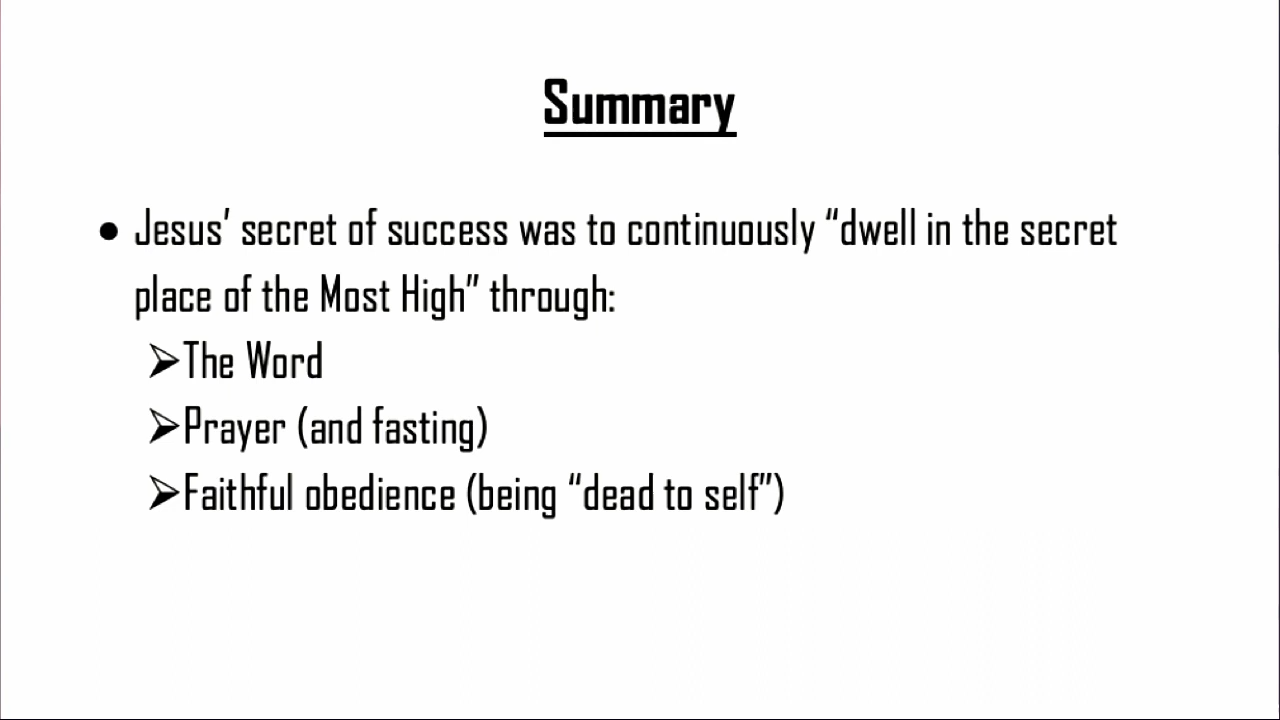 Summary
• Jesus’ secret of success was to continuously “dwell in the secret
place of the Most High” through:
➢The Word
➢Prayer (and fasting)
➢Faithful obedience (being “dead to self”)